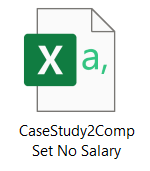 X a,
CaseStudy2Comp
Set No Salary